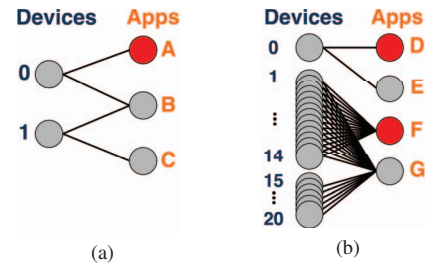 Devices Apps
A
0
B
1
C
(a)
Devices Apps
0 D
1 E
⋮
F
14 G
15
⋮
20
(b)